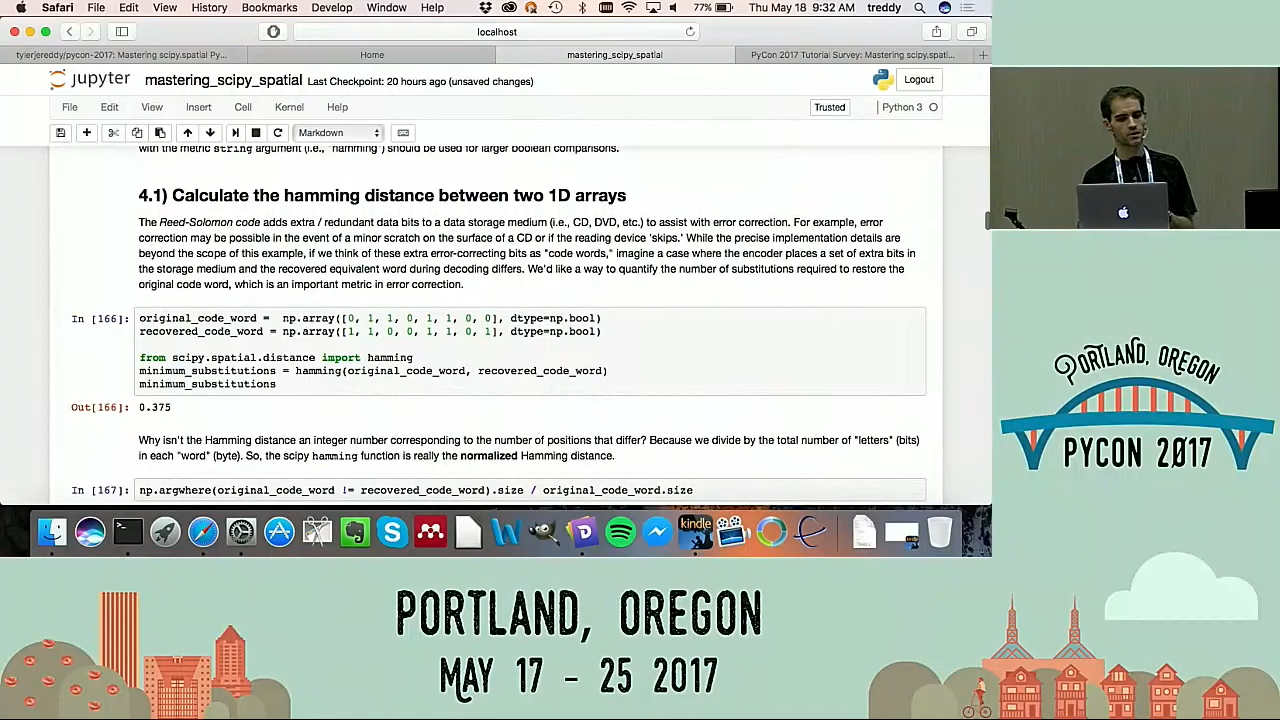 Safari File Edit View History Bookmarks Develop Window Help 77% Thu May 18 9:32 AM treddy
localhost
tylerjereddy/pycon-2017: Mastering scipy.spatial Py... Home mastering_scipy_spatial PyCon 2017 Tutorial Survey: Mastering scipy.spati...
jupyter mastering_scipy_spatial Last Checkpoint: 20 hours ago (unsaved changes) Logout
File Edit View Insert Cell Kernel Help Trusted Python 3
Markdown
with the metric string argument (i.e., "hamming") should be used for larger boolean comparisons.
4.1) Calculate the hamming distance between two 1D arrays
The Reed-Solomon code adds extra / redundant data bits to a data storage medium (i.e., CD, DVD, etc.) to assist with error correction. For example, error
correction may be possible in the event of a minor scratch on the surface of a CD or if the reading device 'skips.' While the precise implementation details are
beyond the scope of this example, if we think of these extra error-correcting bits as "code words," imagine a case where the encoder places a set of extra bits in
the storage medium and the recovered equivalent word during decoding differs. We'd like a way to quantify the number of substitutions required to restore the
original code word, which is an important metric in error correction.
In [166]: original_code_word = np.array([0, 1, 1, 0, 1, 1, 0, 0], dtype=np.bool)
recovered_code_word = np.array([1, 1, 0, 0, 1, 1, 0, 1], dtype=np.bool)
from scipy.spatial.distance import hamming
minimum_substitutions = hamming(original_code_word, recovered_code_word)
minimum_substitutions
Out[166]: 0.375
Why isn't the Hamming distance an integer number corresponding to the number of positions that differ? Because we divide by the total number of "letters" (bits)
in each "word" (byte). So, the scipy hamming function is really the normalized Hamming distance.
In [167]: np.argwhere(original_code_word != recovered_code_word).size / original_code_word.size
kindle
PORTLAND, OREGON
PYCON 2017
PORTLAND, OREGON
MAY 17 - 25 2017